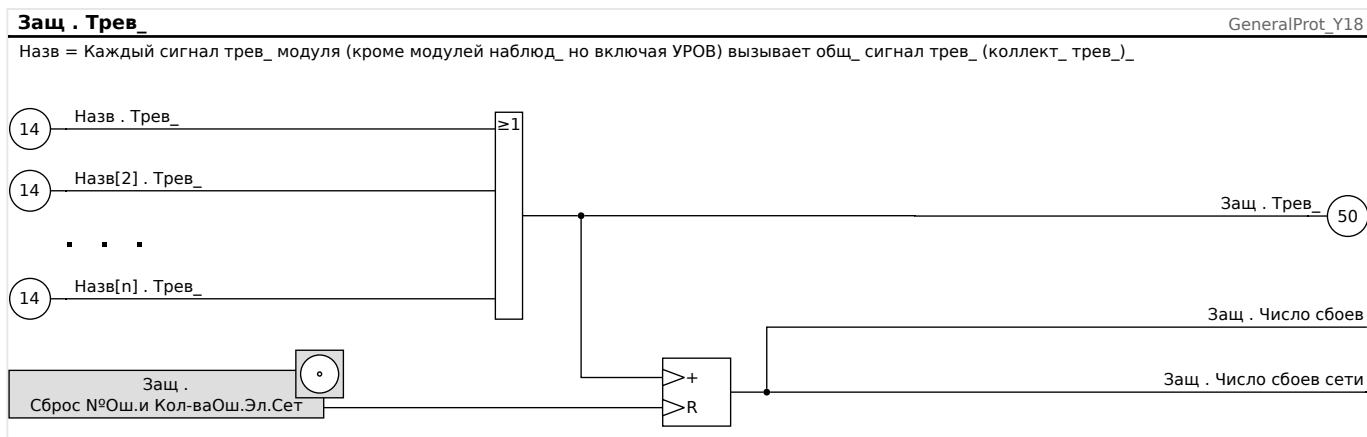 Защ . Трев_
GeneralProt_Y18
Назв = Каждый сигнал трев_ модуля (кроме модулей наблюд_ но включая УРОВ) вызывает общ_ сигнал трев_ (коллект_ трев_)_
14
Назв . Трев_
≥1
14
Назв[2] . Трев_
Защ . Трев_
50
14
Назв[n] . Трев_
Защ . Число сбоев
Защ .
Сброс №Ош.и Кол-ваОш.Эл.Сет
+
R
Защ . Число сбоев сети